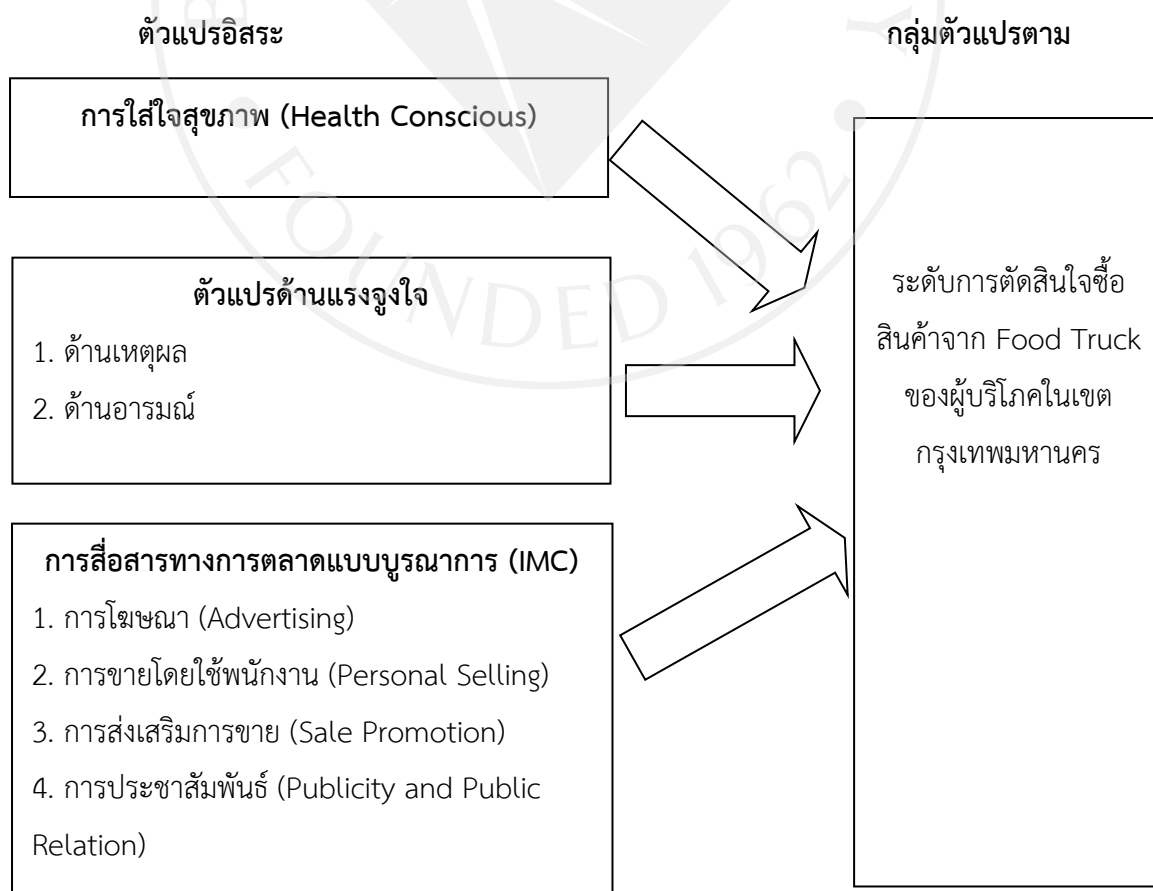 ตัวแปรอิสระ
กลุ่มตัวแปรตาม
การใส่ใจสุขภาพ (Health Conscious)
ตัวแปรด้านแรงจูงใจ
1. ด้านเหตุผล
2. ด้านอารมณ์
การสื่อสารทางการตลาดแบบบูรณาการ (IMC)
1. การโฆษณา (Advertising)
2. การขายโดยใช้พนักงาน (Personal Selling)
3. การส่งเสริมการขาย (Sale Promotion)
4. การประชาสัมพันธ์ (Publicity and Public
Relation)
ระดับการตัดสินใจซื้อ
สินค้าจาก Food Truck
ของผู้บริโภคในเขต
กรุงเทพมหานคร
FOUNDED 1962